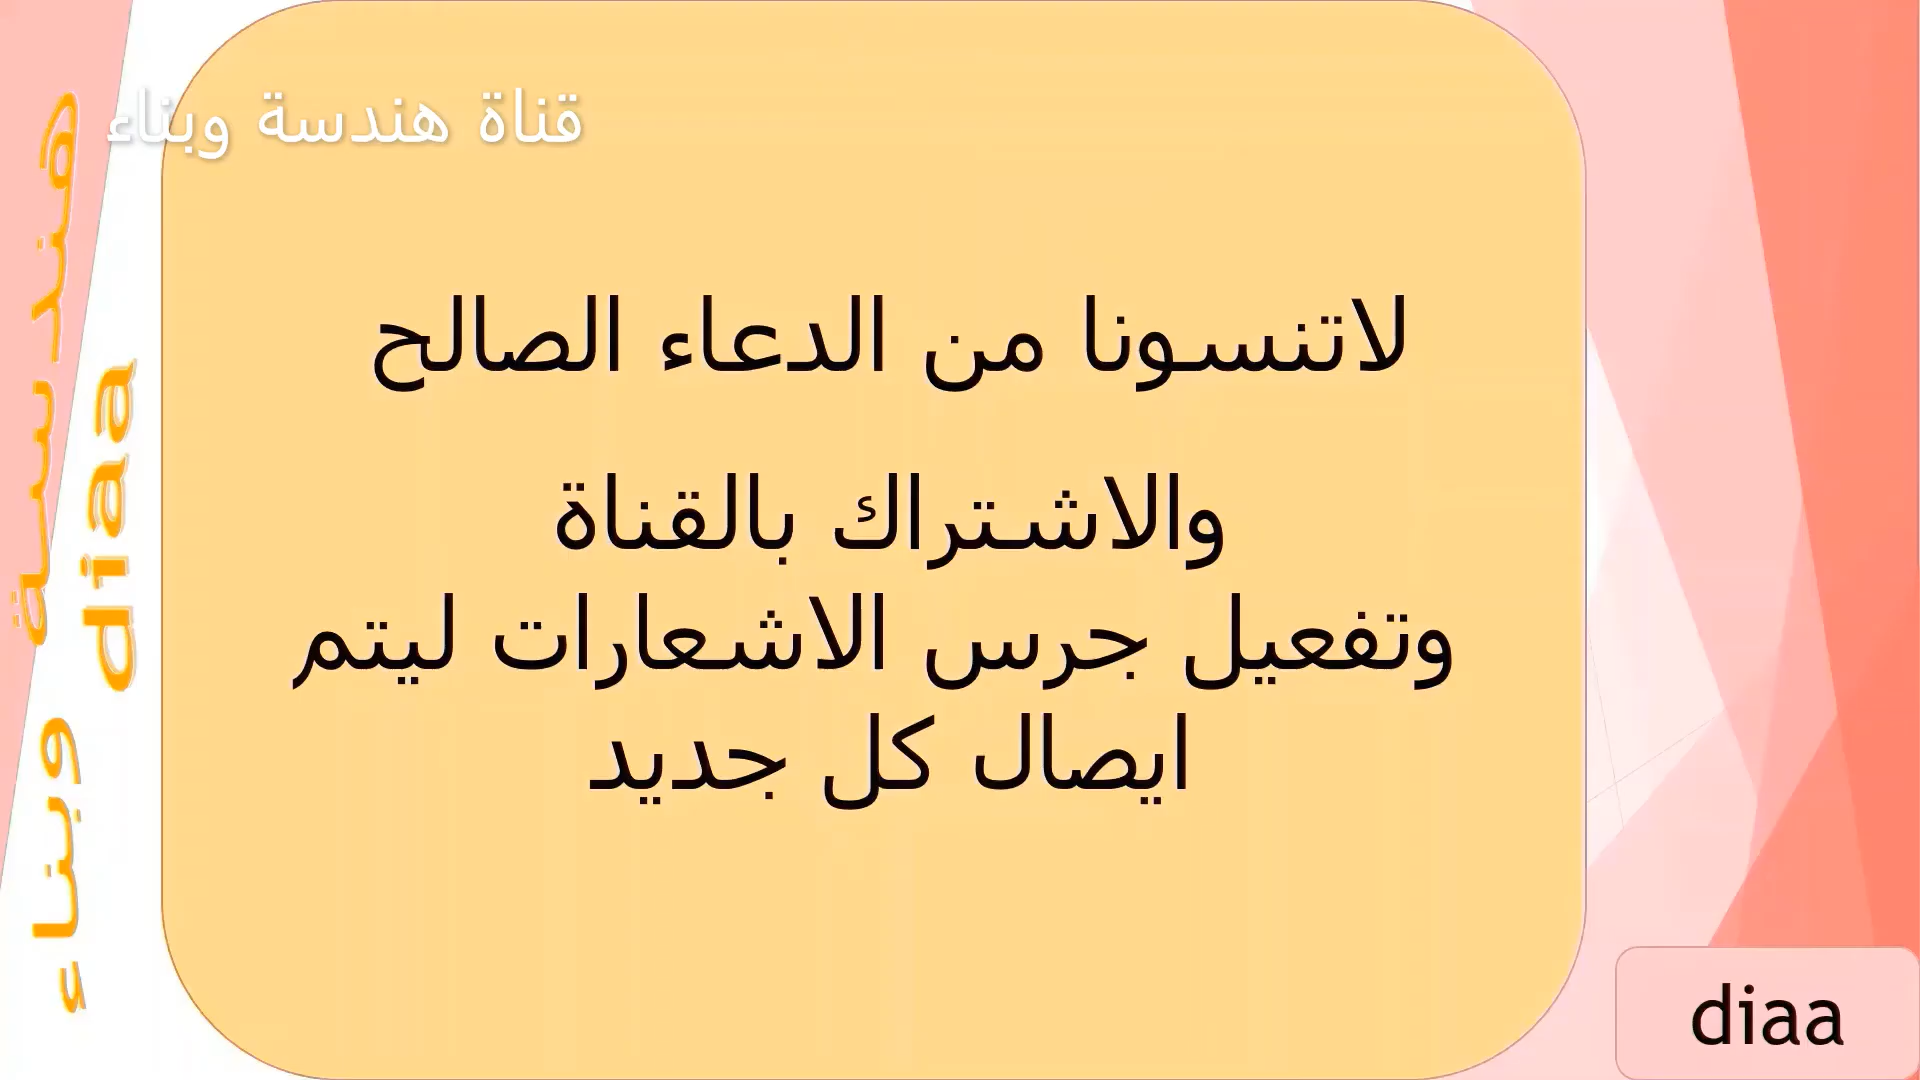 قناة هندسة وبناء
لاتنسونا من الدعاء الصالح
والاشتراك بالقناة
وتفعيل جرس الاشعارات ليتم
ايصال كل جديد
هندسة وبناء
diaa
diaa